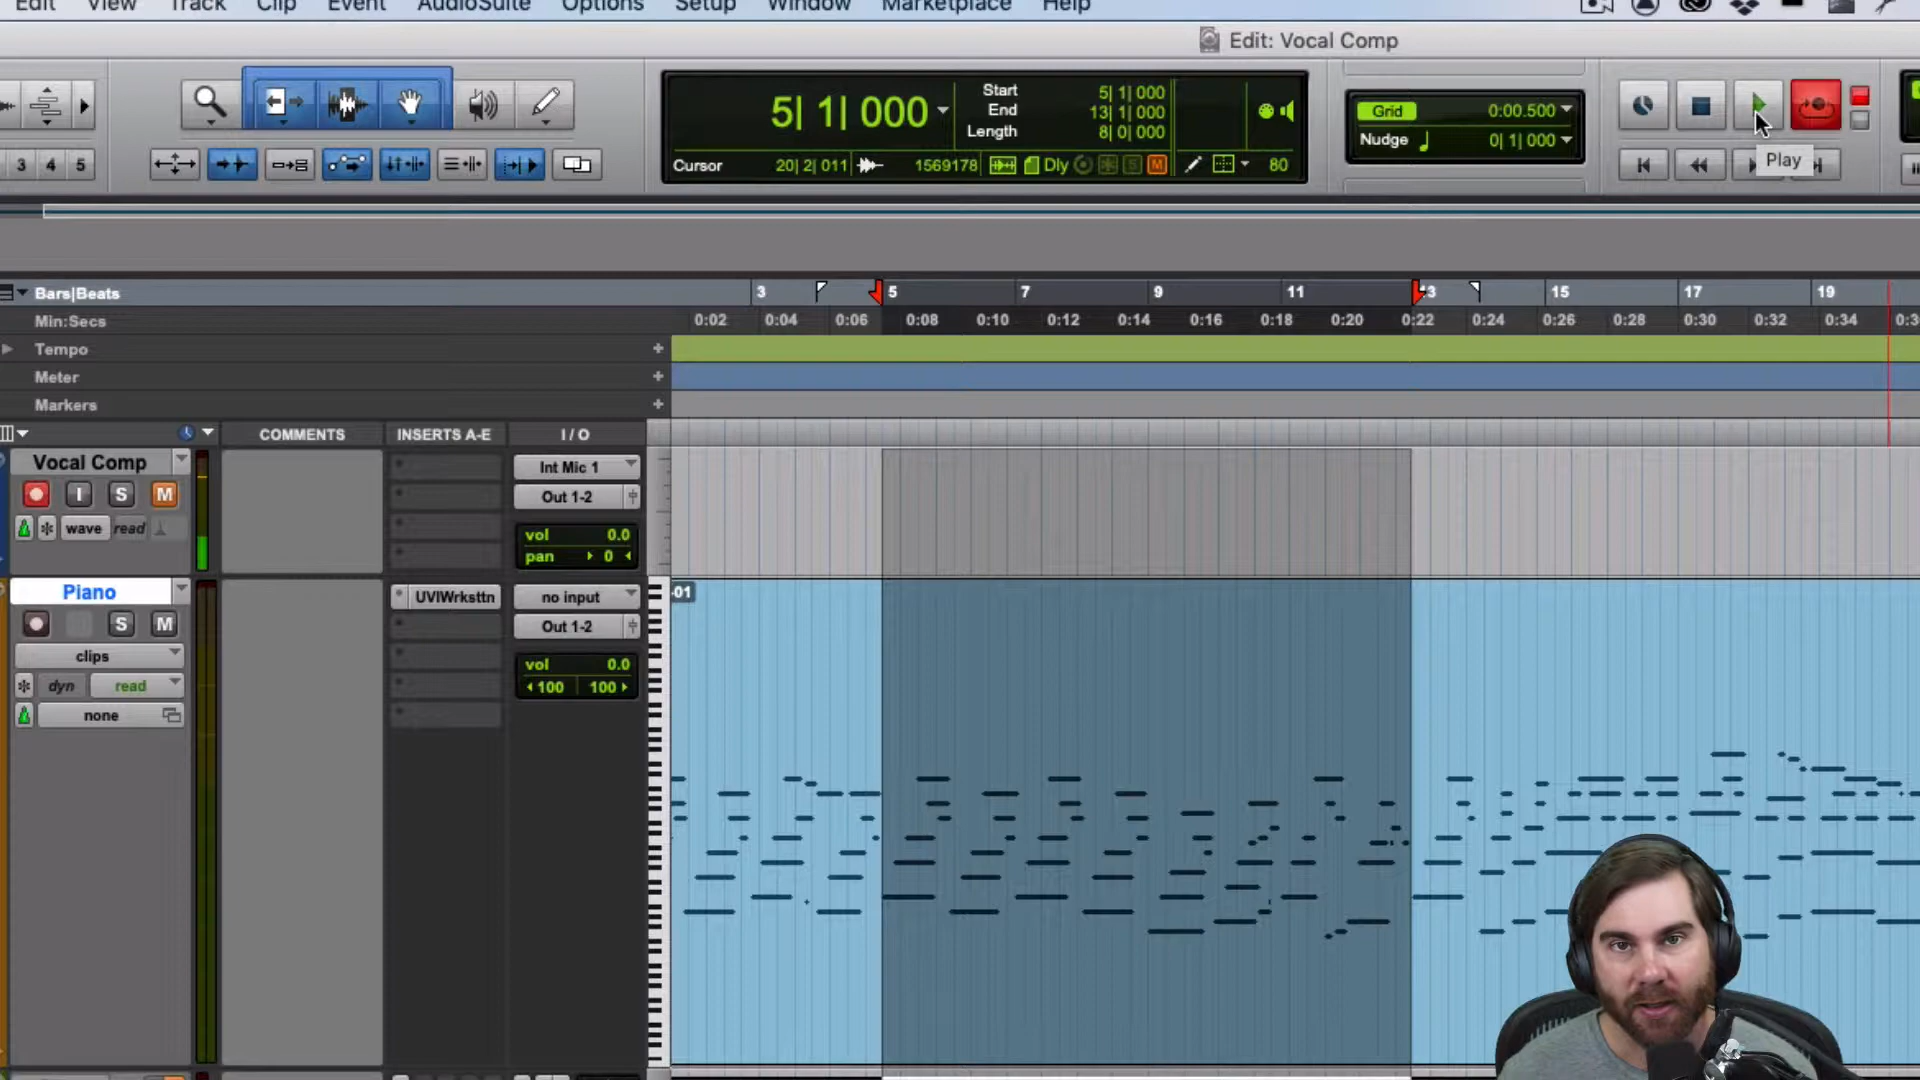 Edit View Track Clip Event AudioSuite Options Setup Window Marketplace Help
Edit: Vocal Comp
3 4 5
5| 1| 000
Start 5| 1| 000
End 13| 1| 000
Length 8| 0| 000
Cursor 20| 2| 011 1569178 Dly S M 80
Grid 0:00.500
Nudge 0| 1| 000
Play
Bars|Beats 3 5 7 9 11 13 15 17 19
Min:Secs 0:02 0:04 0:06 0:08 0:10 0:12 0:14 0:16 0:18 0:20 0:22 0:24 0:26 0:28 0:30 0:32 0:34
Tempo
Meter
Markers
COMMENTS INSERTS A-E I / O
Vocal Comp
I S M
wave read
Int Mic 1
Out 1-2
vol 0.0
pan 0
Piano
S M
clips
dyn read
none
UVIWrksttn
no input
Out 1-2
vol 0.0
100 100
-01